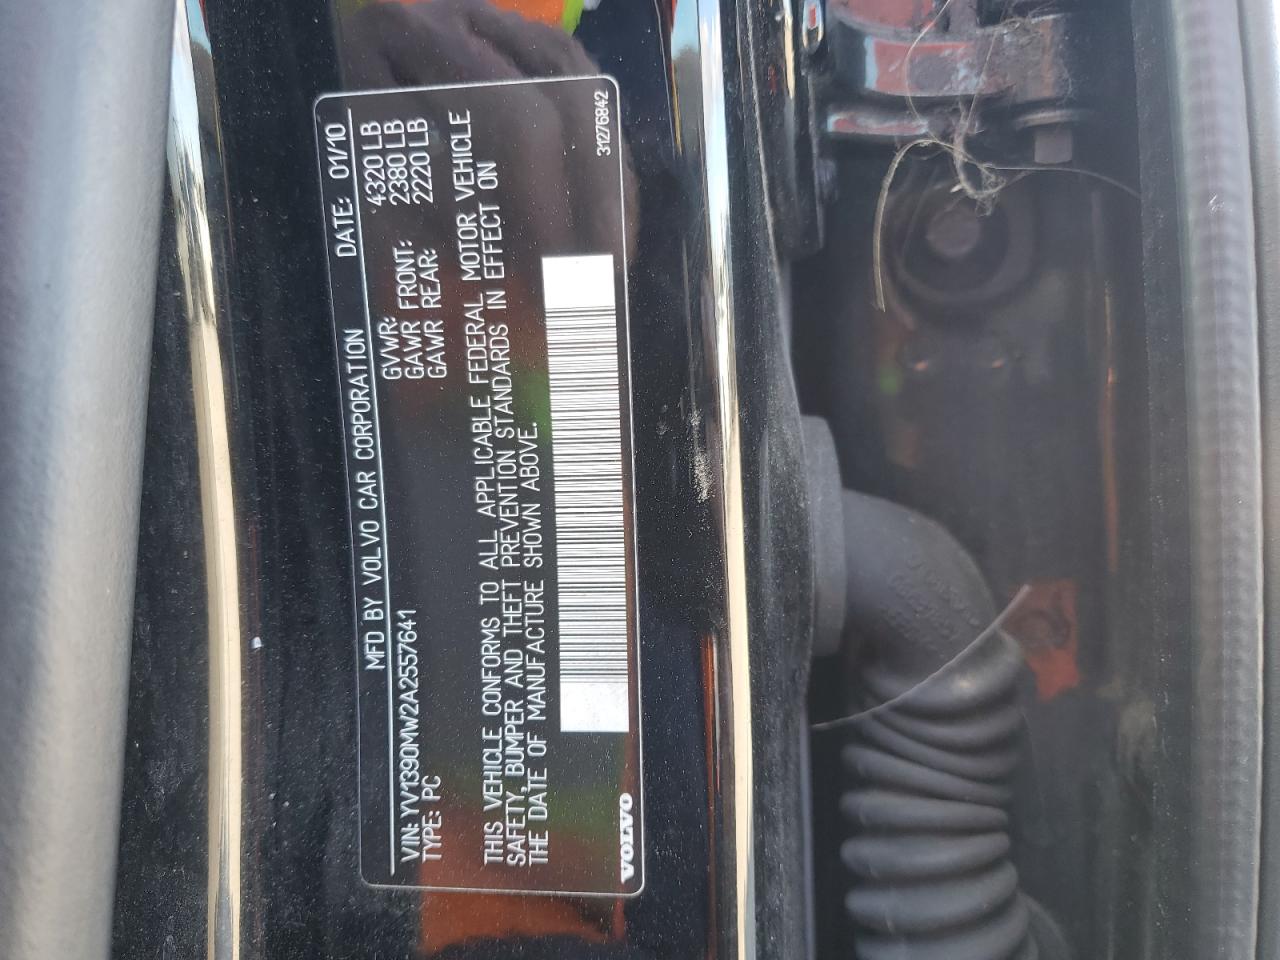 MFD BY VOLVO CAR CORPORATION DATE: 01/10
VIN: YV1390MW2A2557641 GVWR: 4320 LB
TYPE: PC GAWR FRONT: 2380 LB
GAWR REAR: 2220 LB
THIS VEHICLE CONFORMS TO ALL APPLICABLE FEDERAL MOTOR VEHICLE
SAFETY, BUMPER AND THEFT PREVENTION STANDARDS IN EFFECT ON
THE DATE OF MANUFACTURE SHOWN ABOVE.
VOLVO 31276842